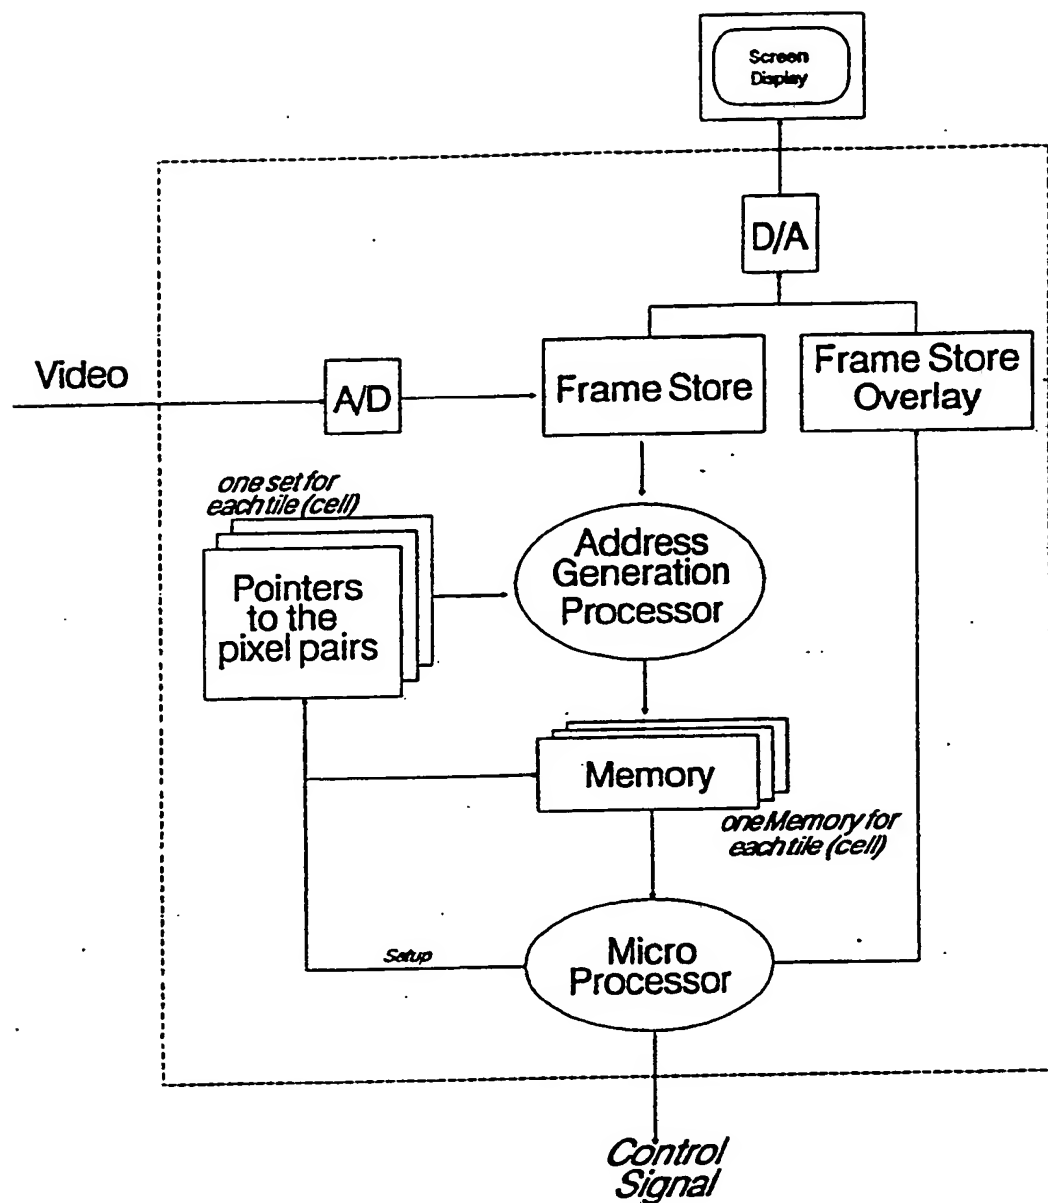 Screen
Display
D/A
Video
A/D
Frame Store
Frame Store
Overlay
one set for
each tile (cell)
Pointers
to the
pixel pairs
Address
Generation
Processor
Memory
one Memory for
each tile (cell)
Setup
Micro
Processor
Control
Signal